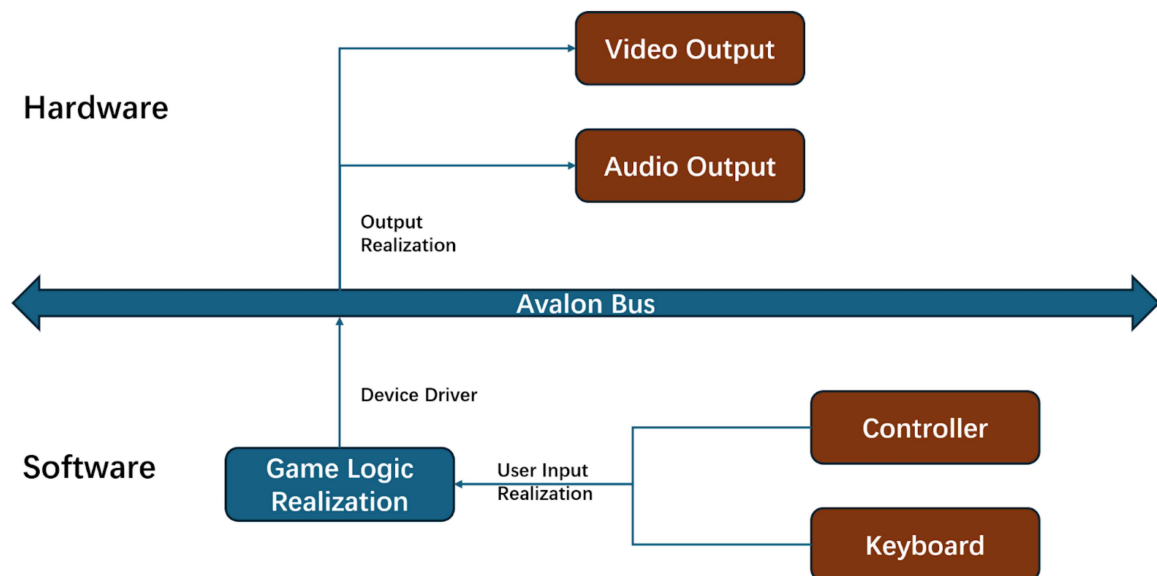 Video Output
Hardware
Audio Output
Output
Realization
Avalon Bus
Device Driver
Controller
Software
Game Logic
Realization
User Input
Realization
Keyboard